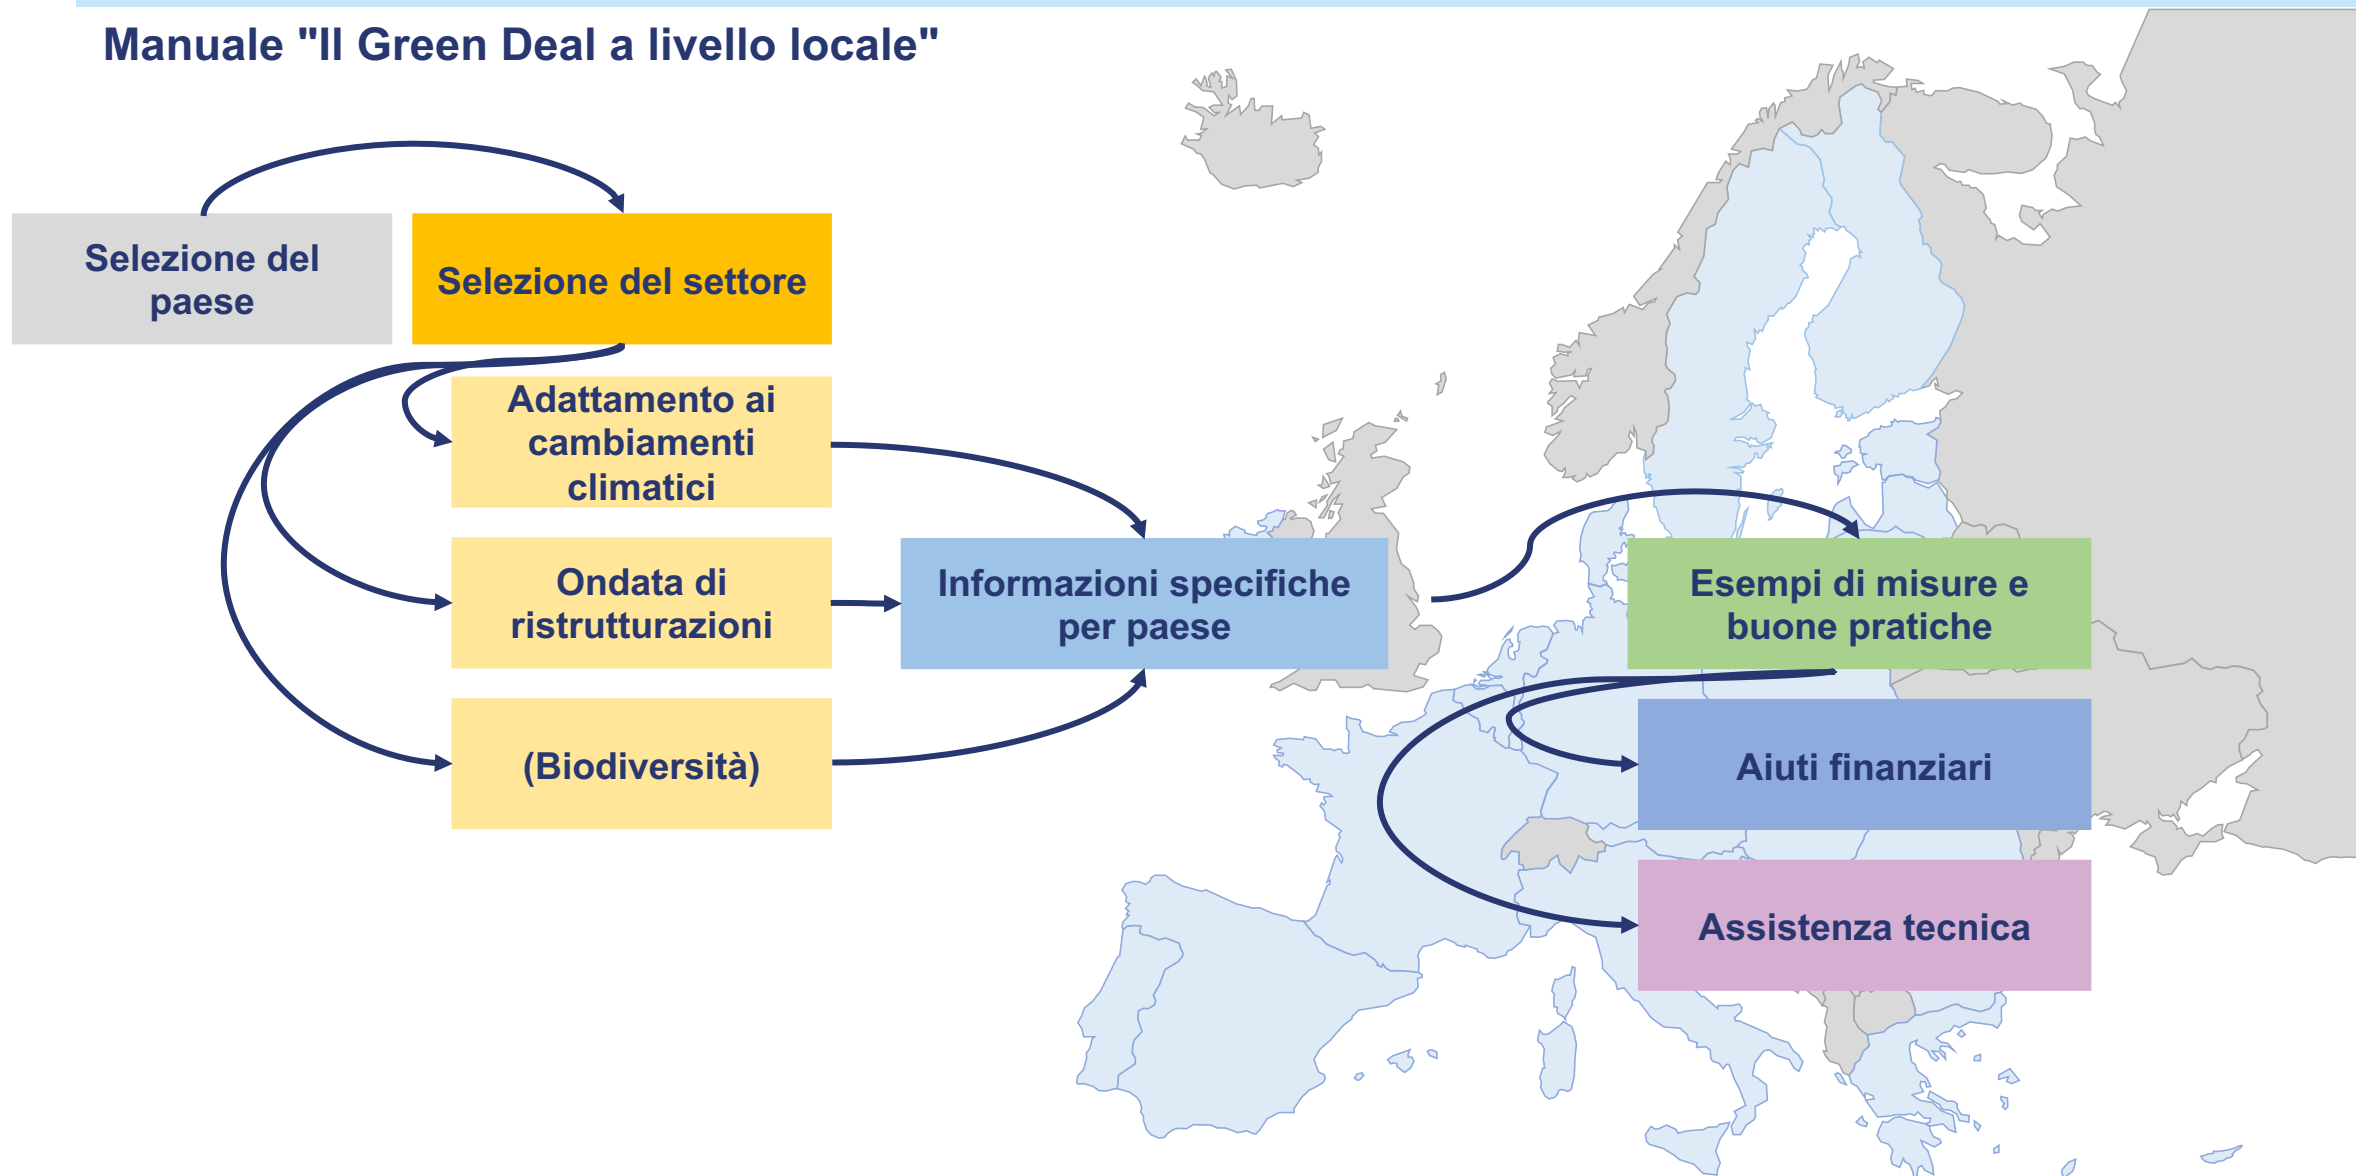 Manuale "Il Green Deal a livello locale"
Selezione del
paese
Selezione del settore
Adattamento ai
cambiamenti
climatici
Ondata di
ristrutturazioni
(Biodiversità)
Informazioni specifiche
per paese
Esempi di misure e
buone pratiche
Aiuti finanziari
Assistenza tecnica